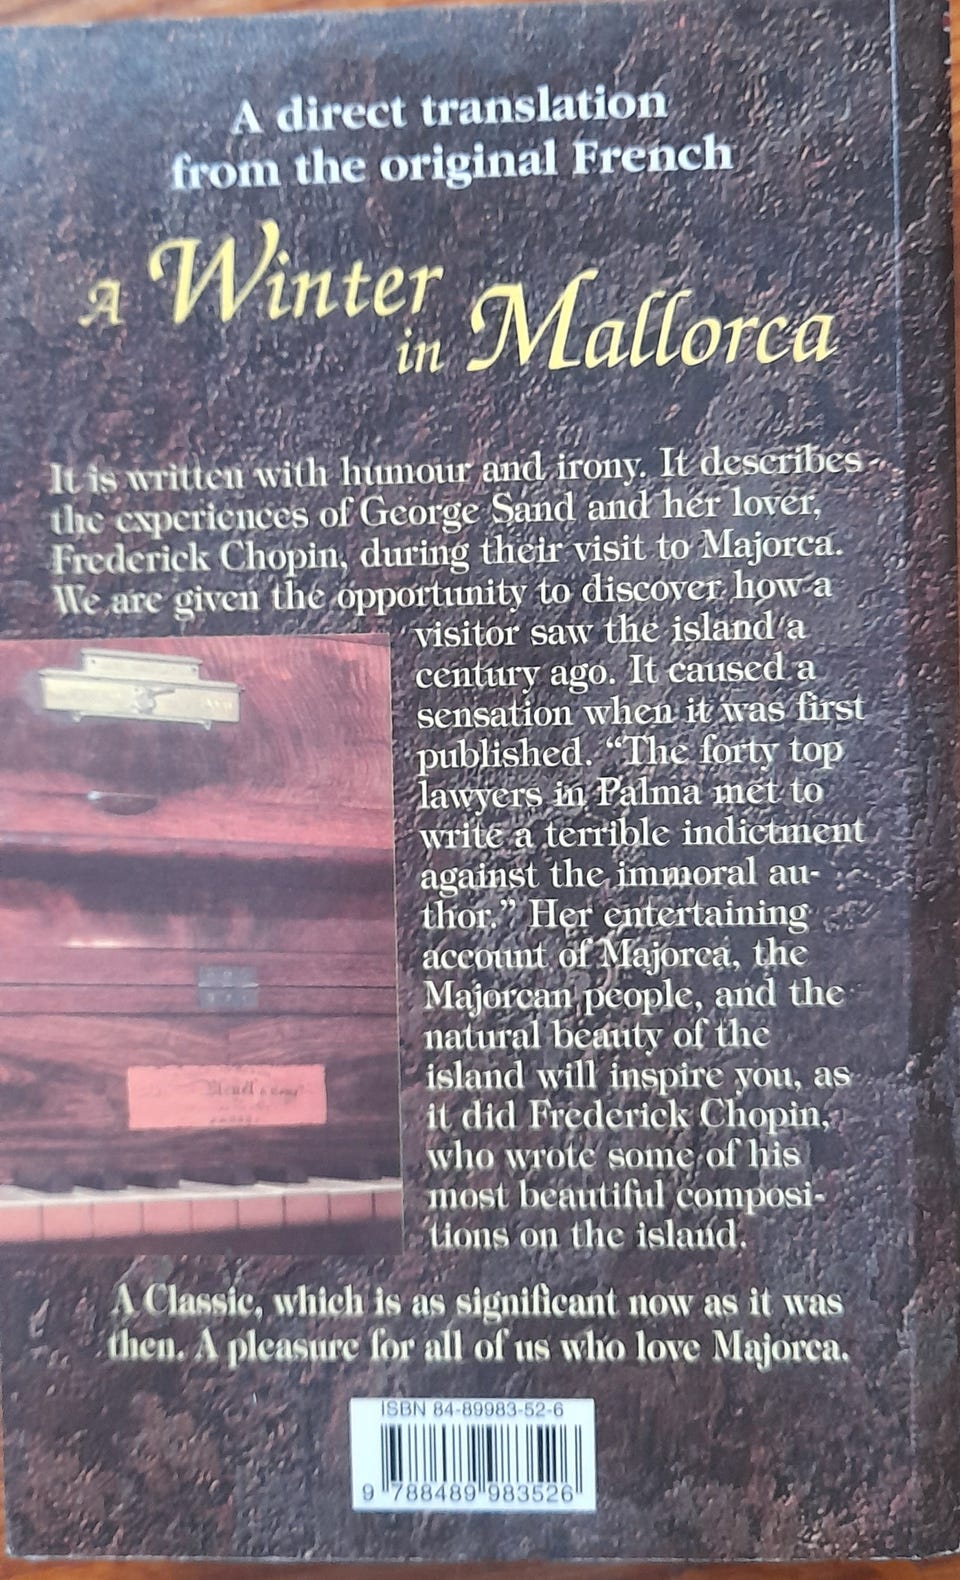 A direct translation
from the original French
A Winter
in Mallorca
It is written with humour and irony. It describes
the experiences of George Sand and her lover,
Frederick Chopin, during their visit to Majorca.
We are given the opportunity to discover how a
visitor saw the island a
century ago. It caused a
sensation when it was first
published. “The forty top
lawyers in Palma met to
write a terrible indictment
against the immoral au-
thor.” Her entertaining
account of Majorca, the
Majorcan people, and the
natural beauty of the
island will inspire you, as
it did Frederick Chopin,
who wrote some of his
most beautiful composi-
tions on the island.
A Classic, which is as significant now as it was
then. A pleasure for all of us who love Majorca.
ISBN 84-89983-52-6
9 788489 983526